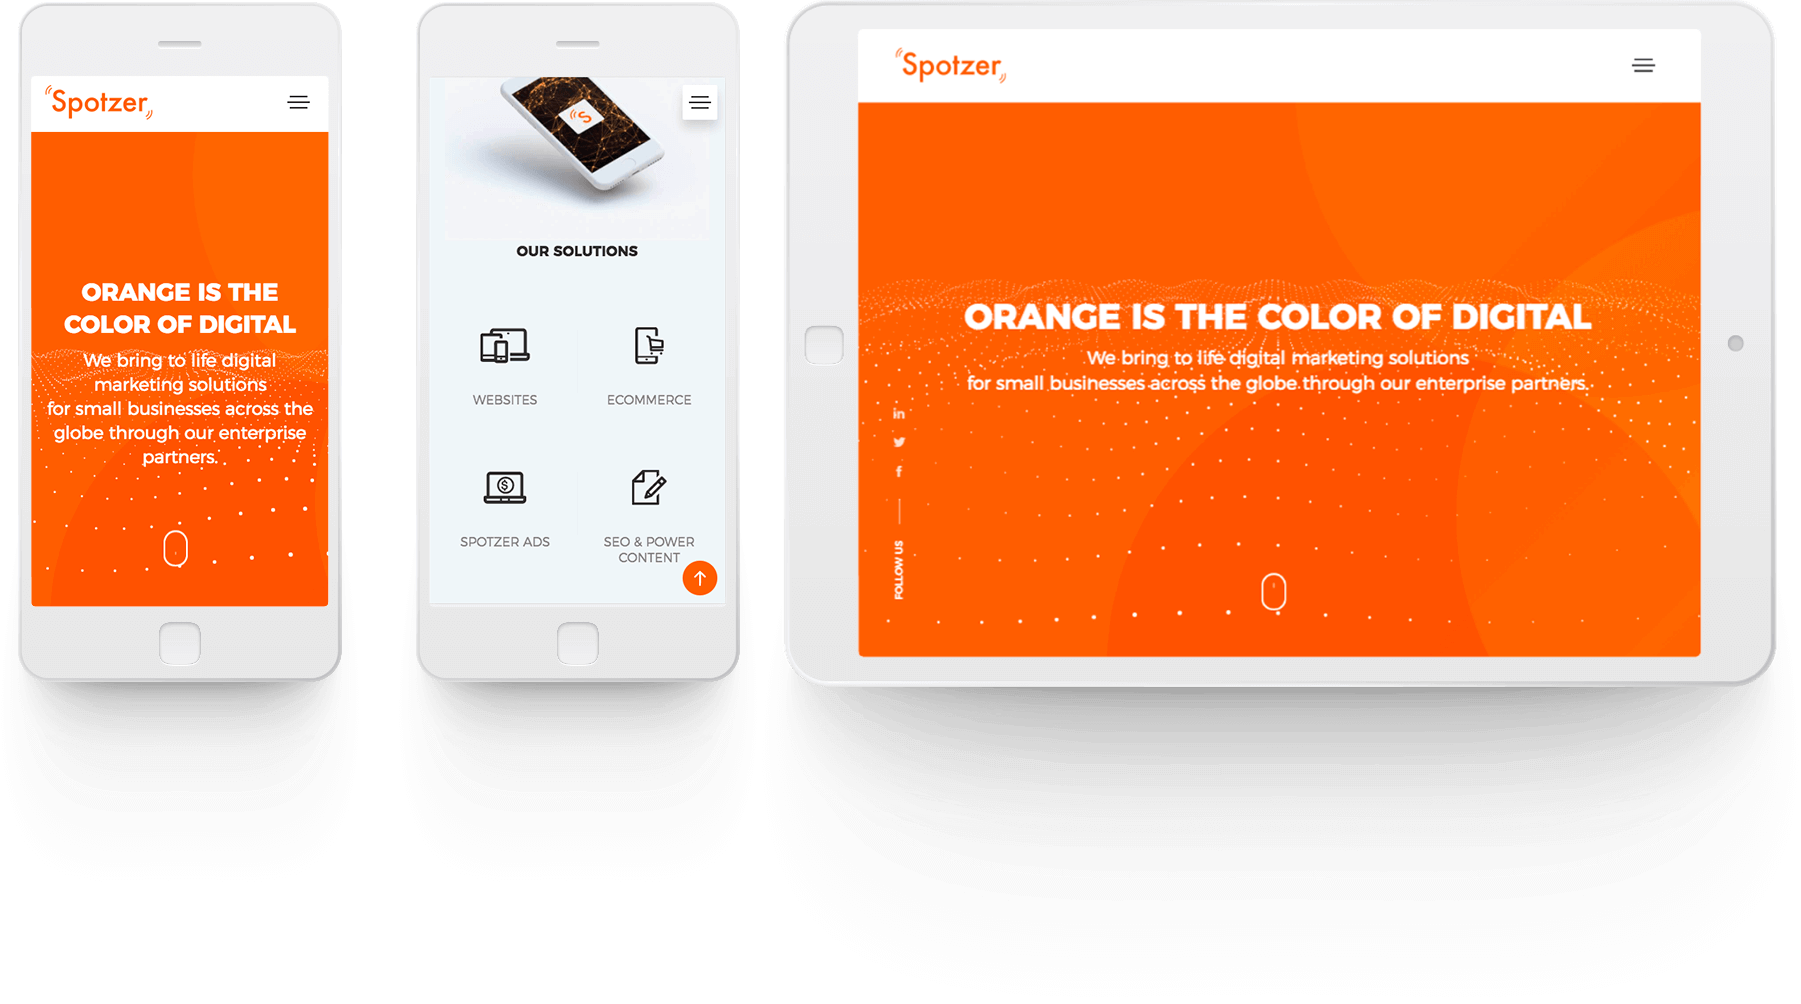 Spotzer
ORANGE IS THE
COLOR OF DIGITAL
We bring to life digital
marketing solutions
for small businesses across the
globe through our enterprise
partners.
S
OUR SOLUTIONS
WEBSITES
ECOMMERCE
$
SPOTZER ADS
SEO & POWER
CONTENT
Spotzer
ORANGE IS THE COLOR OF DIGITAL
We bring to life digital marketing solutions
for small businesses across the globe through our enterprise partners.
in
f
FOLLOW US